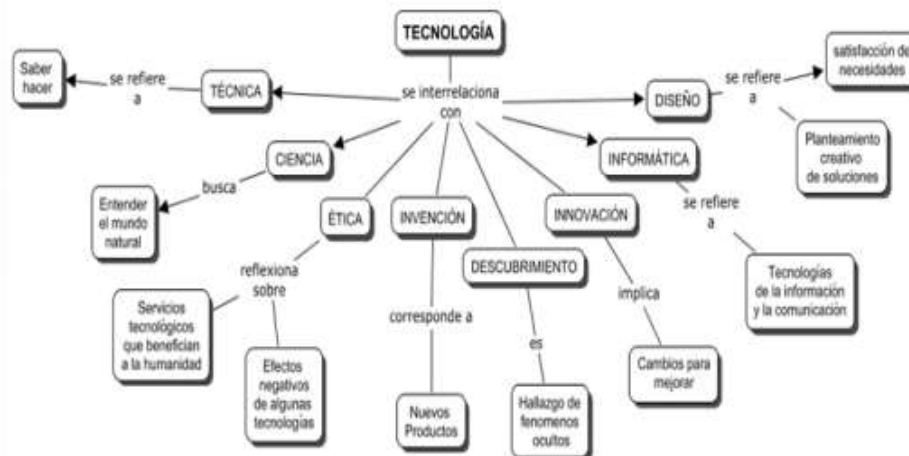 TECNOLOGÍA
satisfacción de
necesidades
Saber
hacer
se refiere
a
TÉCNICA
se interrelaciona
con
DISEÑO
se refiere
a
Planteamiento
creativo
de soluciones
CIENCIA
INFORMÁTICA
busca
Entender
el mundo
natural
ÉTICA
INVENCIÓN
INNOVACIÓN
se refiere
a
DESCUBRIMIENTO
reflexiona
sobre
Tecnologías
de la información
y la comunicación
Servicios
tecnológicos
que benefician
a la humanidad
corresponde a
implica
es
Efectos
negativos
de algunas
tecnologías
Cambios para
mejorar
Nuevos
Productos
Hallazgo de
fenomenos
ocultos